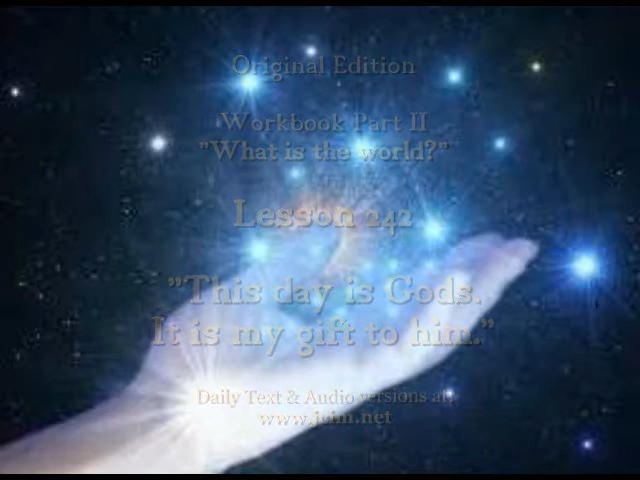 Original Edition
Workbook Part II
"What is the world?"
Lesson 242
"This day is Gods.
It is my gift to him."
Daily Text & Audio versions at:
www.jcim.net